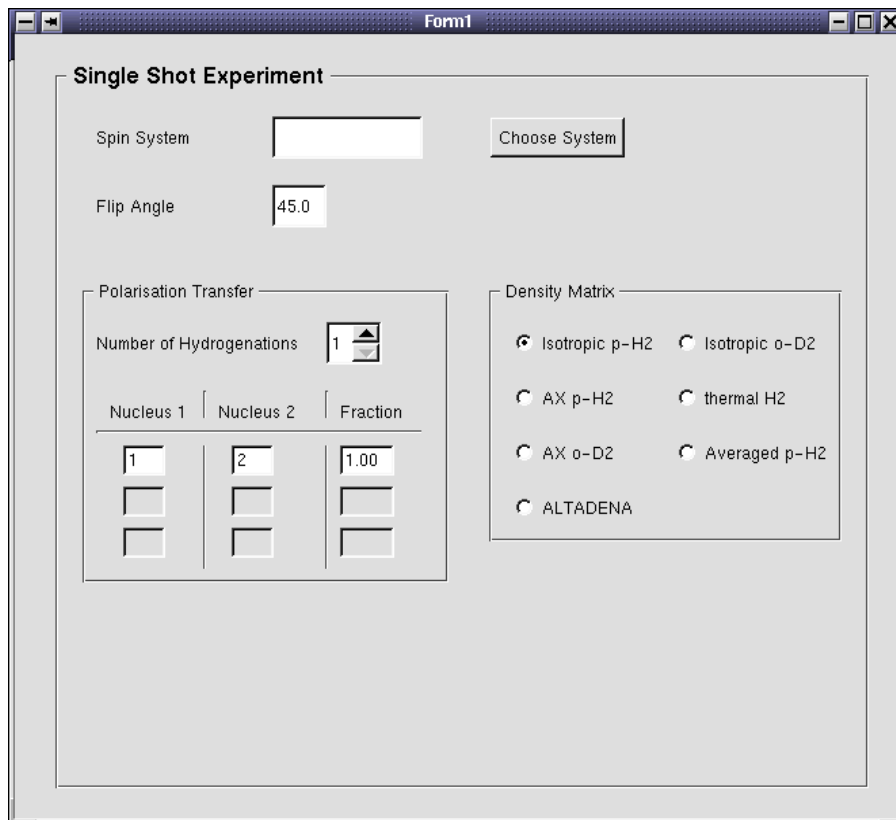 Form1
Single Shot Experiment
Spin System
Choose System
Flip Angle
45.0
Polarisation Transfer
Number of Hydrogenations
1
Nucleus 1 Nucleus 2 Fraction
1 2 1.00
Density Matrix
Isotropic p-H2 Isotropic o-D2
AX p-H2 thermal H2
AX o-D2 Averaged p-H2
ALTADENA